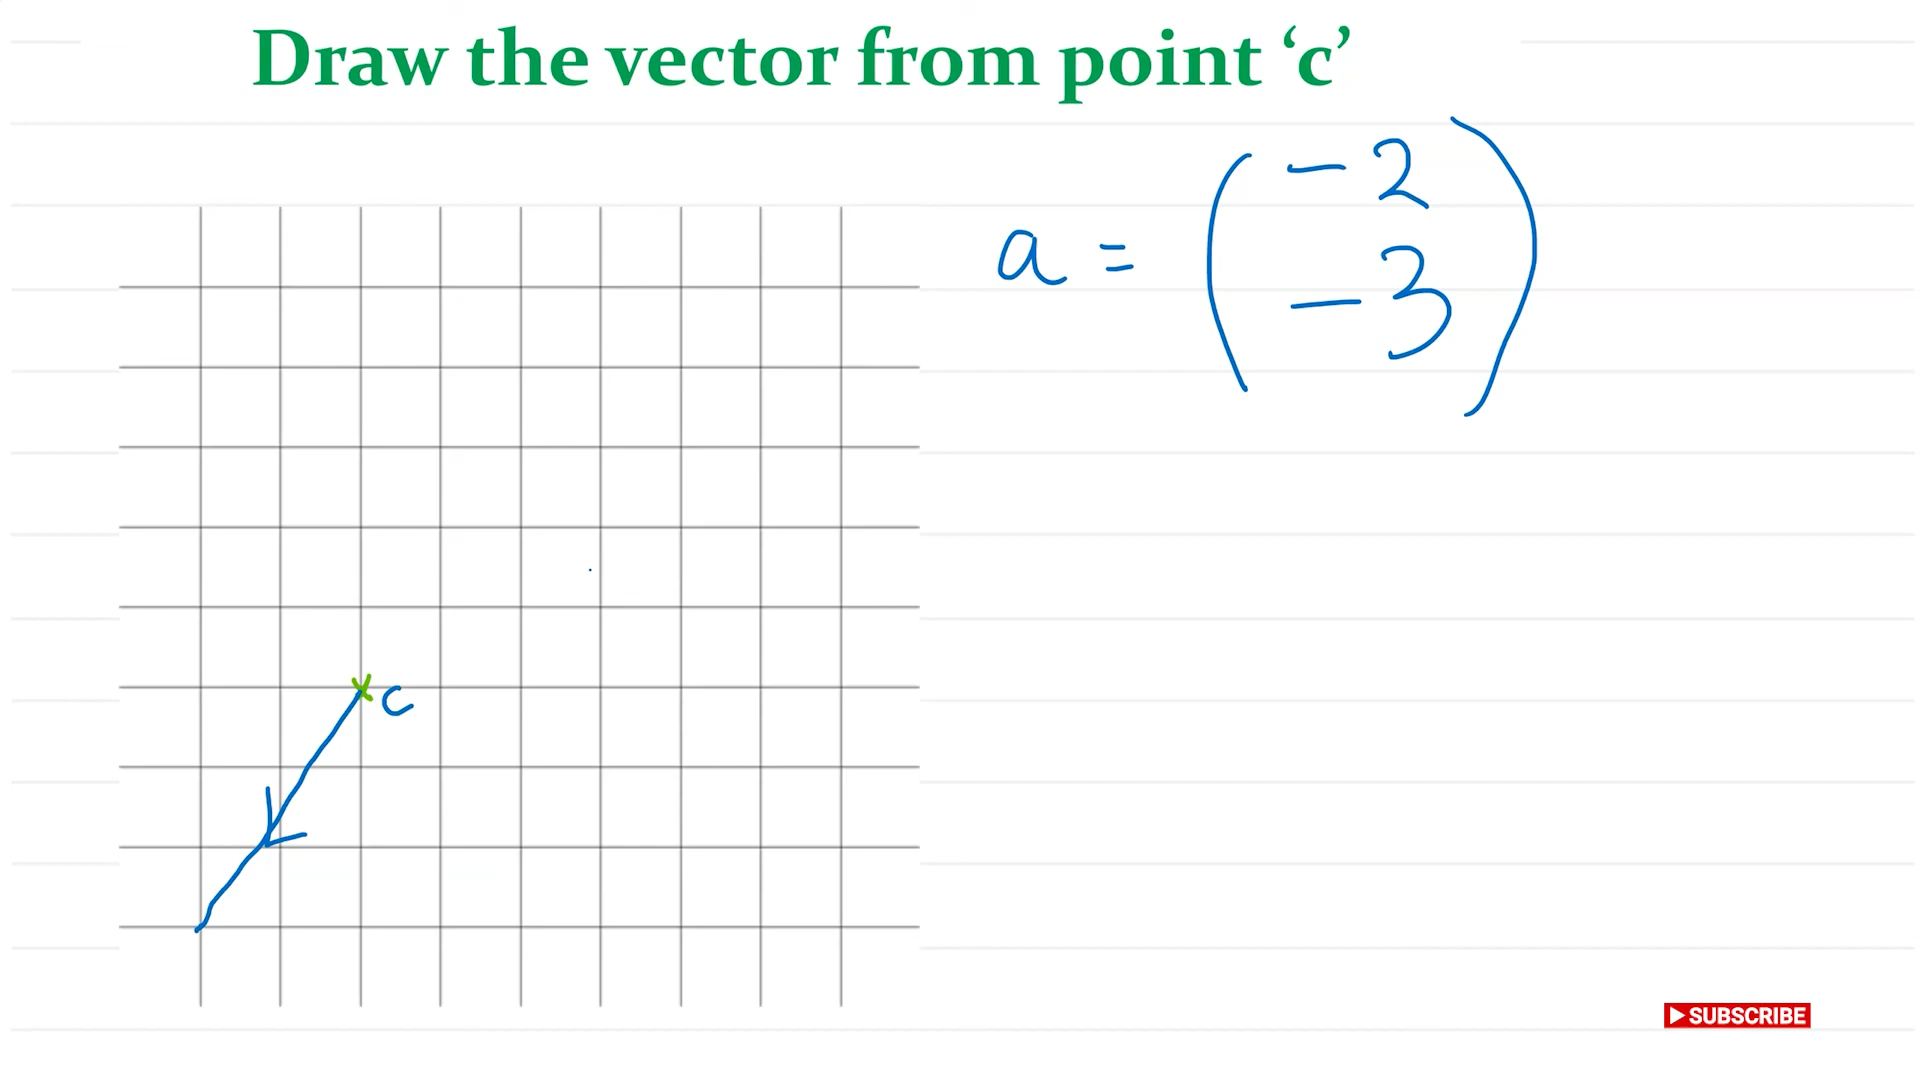 Draw the vector from point ‘c’
a = ( -2
-3 )
c
SUBSCRIBE